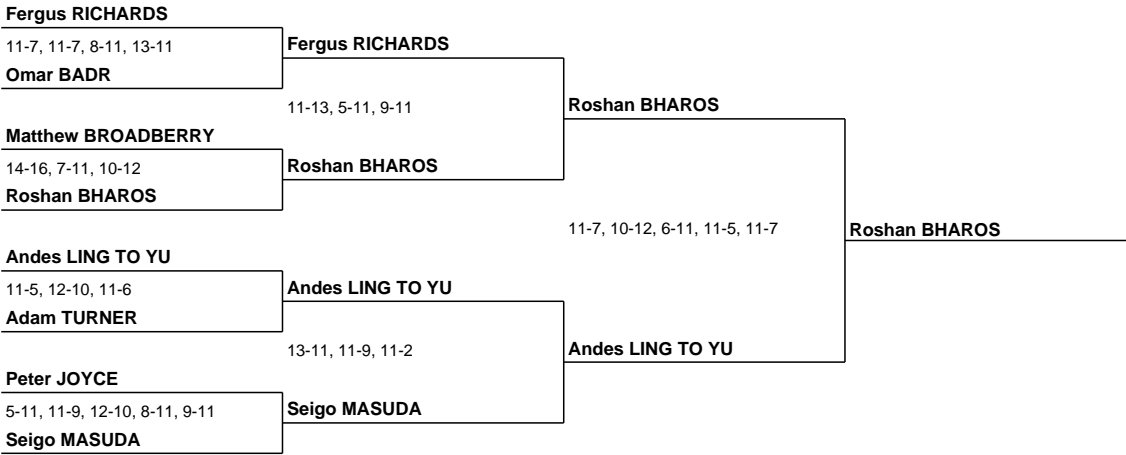 Fergus RICHARDS
11-7, 11-7, 8-11, 13-11
Omar BADR
Matthew BROADBERRY
14-16, 7-11, 10-12
Roshan BHAROS
Andes LING TO YU
11-5, 12-10, 11-6
Adam TURNER
Peter JOYCE
5-11, 11-9, 12-10, 8-11, 9-11
Seigo MASUDA
Fergus RICHARDS
11-13, 5-11, 9-11
Roshan BHAROS
Andes LING TO YU
13-11, 11-9, 11-2
Seigo MASUDA
Roshan BHAROS
11-7, 10-12, 6-11, 11-5, 11-7
Andes LING TO YU
Roshan BHAROS